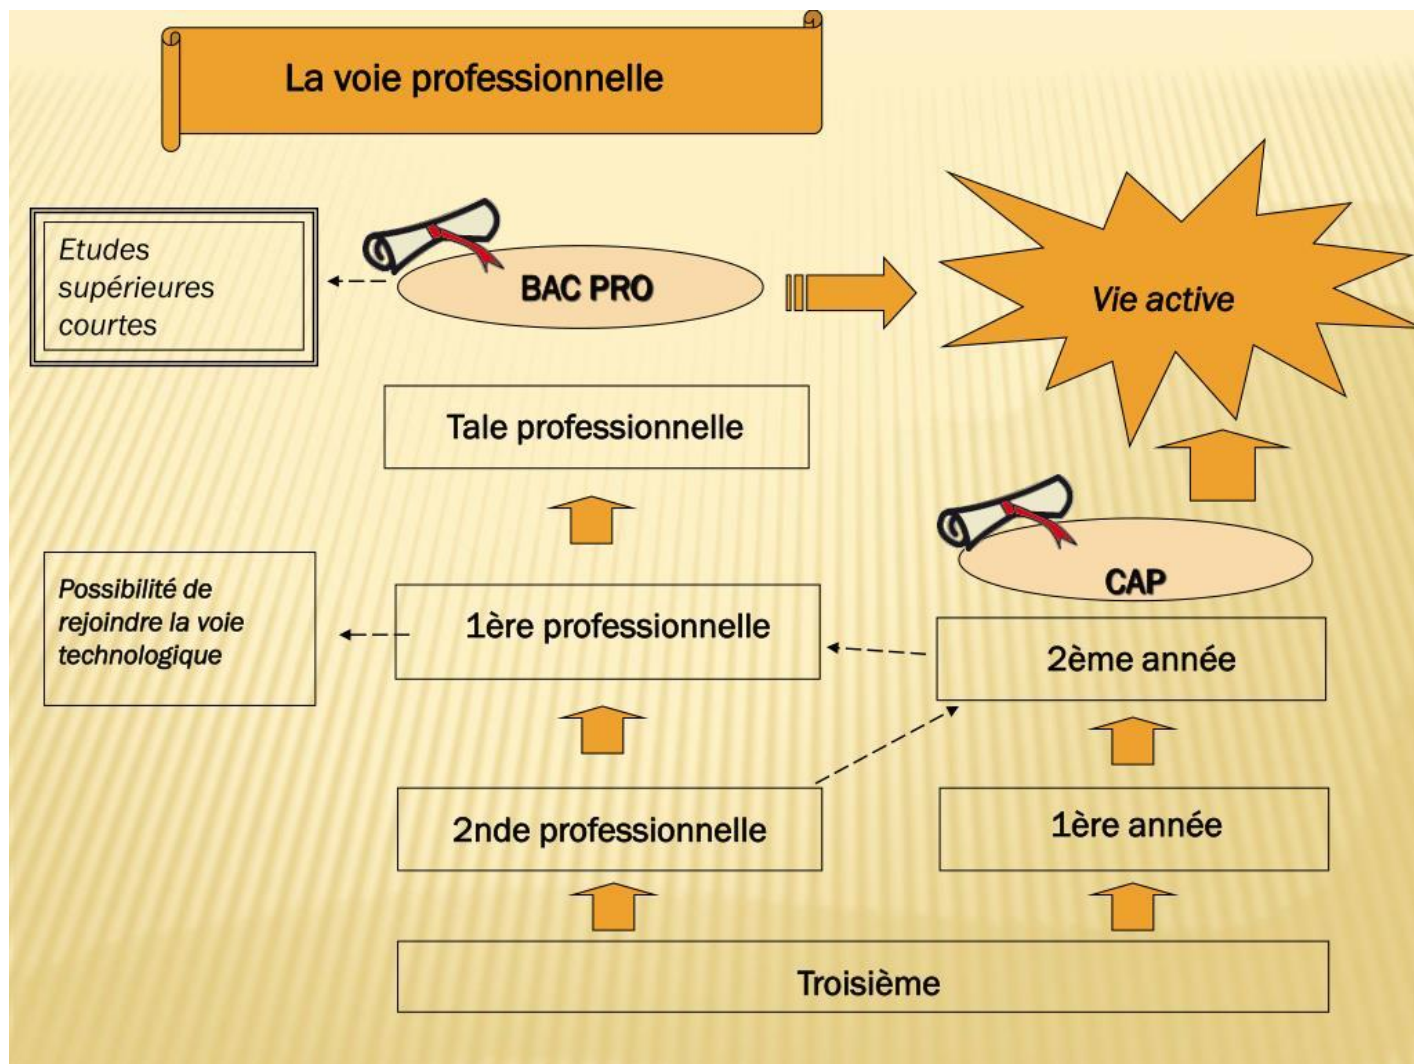 La voie professionnelle
Etudes
supérieures
courtes
BAC PRO
Vie active
Tale professionnelle
Possibilité de
rejoindre la voie
technologique
1ère professionnelle
CAP
2ème année
2nde professionnelle
1ère année
Troisième